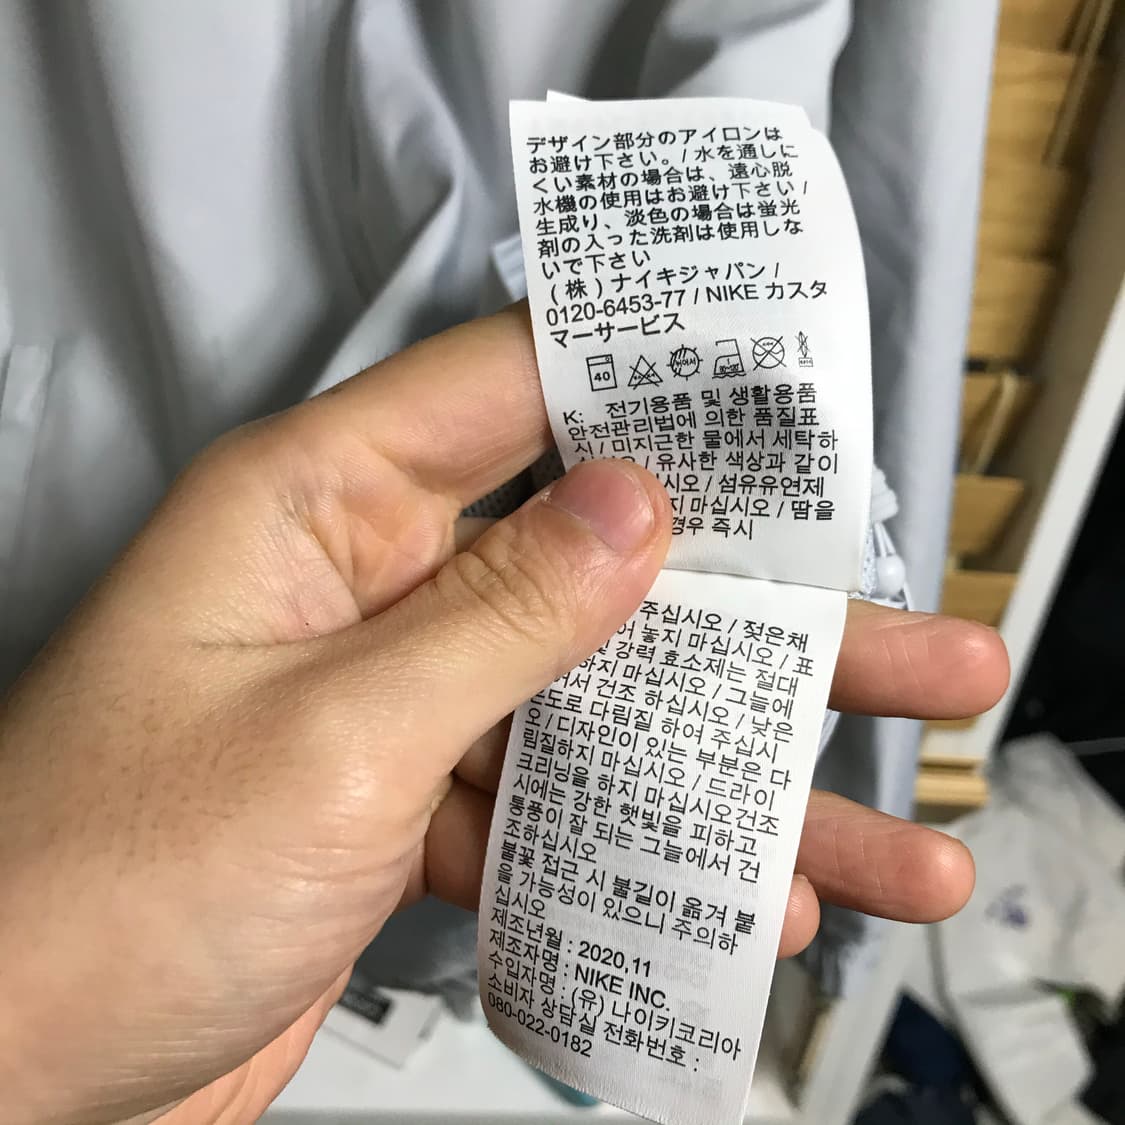 デザイン部分のアイロンは
お避け下さい。/ 水を通しに
くい素材の場合は、遠心脱
水機の使用はお避け下さい /
生成り、淡色の場合は蛍光
剤の入った洗剤は使用しな
いで下さい
(株) ナイキジャパン /
0120-6453-77 / NIKE カスタ
マーサービス
40
K: 전기용품 및 생활용품
안전관리법에 의한 품질표
시 / 미지근한 물에서 세탁하
/ 유사한 색상과 같이
시오 / 섬유유연제
지 마십시오 / 땀을
경우 즉시
주십시오 / 젖은채
어 놓지 마십시오 / 표
및 강력 효소제는 절대
하지 마십시오 / 그늘에
어서 건조 하십시오 / 낮은
온도로 다림질 하여 주십시
오 / 디자인이 있는 부분은 다
림질하지 마십시오 / 드라이
크리닝을 하지 마십시오건조
시에는 강한 햇빛을 피하고
통풍이 잘 되는 그늘에서 건
조하십시오
불꽃 접근 시 불길이 옮겨 붙
을 가능성이 있으니 주의하
십시오
제조년월 : 2020,11
제조자명 : NIKE INC.
수입자명 : (유) 나이키코리아
소비자 상담실 전화번호 :
080-022-0182